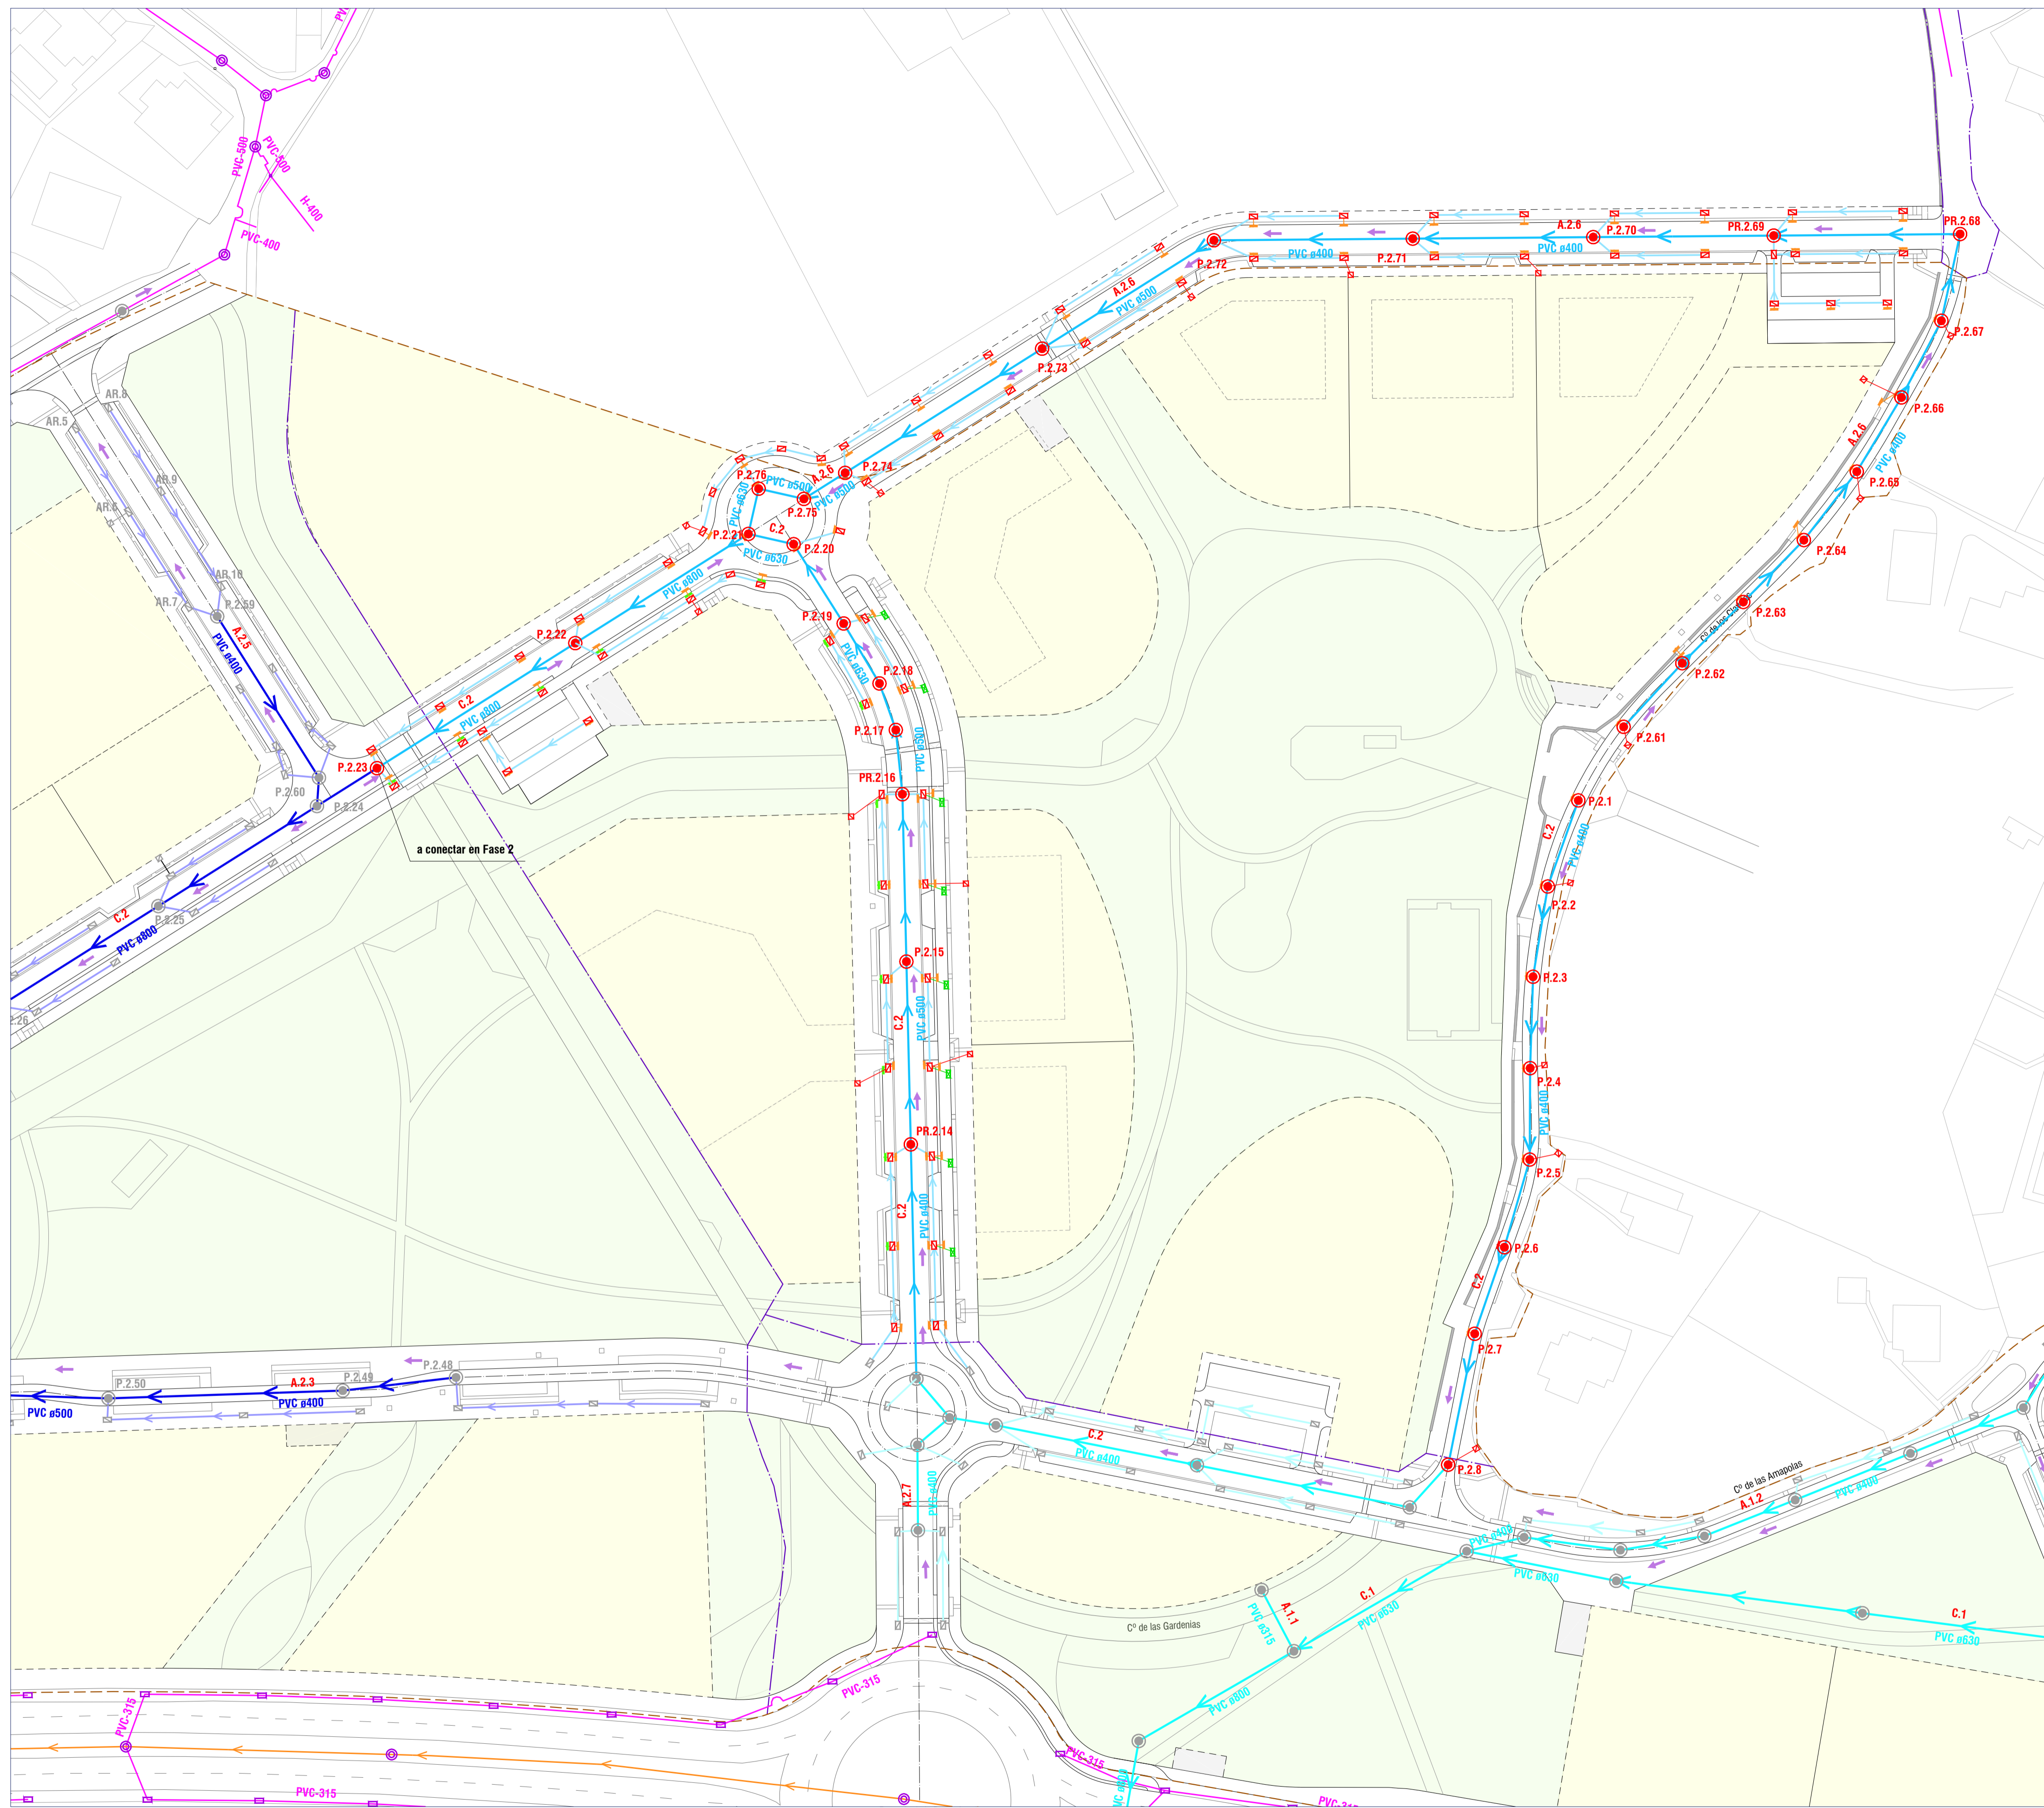 PVC-500
PVC-500
H-400
PVC-400
PR.2.68
A.2.6
P.2.70
PR.2.69
PVC ø400
P.2.71
PVC ø400
P.2.72
A.2.6
PVC ø500
P.2.67
P.2.73
AR.8
AR.5
P.2.66
A.2.6
PVC ø400
P.2.74
A.2.6
P.2.76
PVC ø500
PVC ø500
PVC ø630
P.2.75
AR.9
AR.6
P.2.65
C.2
P.2.21
P.2.20
PVC ø630
P.2.64
PVC ø800
AR.10
AR.7
P.2.59
P.2.63
A.2.5
PVC ø400
P.2.19
P.2.22
PVC ø630
P.2.18
P.2.62
C.2
PVC ø800
P.2.17
PVC ø500
P.2.61
P.2.23
PR.2.16
P.2.60
P.2.24
P.2.1
a conectar en Fase 2
C.2
PVC ø400
P.2.2
C.2
P.2.25
PVC ø800
P.2.15
P.2.3
C.2
PVC ø500
P.2.4
PVC ø400
PR.2.14
P.2.5
C.2
PVC ø400
P.2.6
C.2
P.2.7
P.2.48
A.2.3
P.2.49
P.2.50
PVC ø500
PVC ø400
C.2
PVC ø400
P.2.8
A.2.7
PVC ø400
Cº de las Amapolas
A.1.2
PVC ø400
PVC ø400
PVC ø630
C.1
A.1.1
PVC ø315
PVC ø630
Cº de las Gardenias
C.1
PVC ø630
PVC-315
PVC ø800
PVC-315
PVC-315
PVC-315